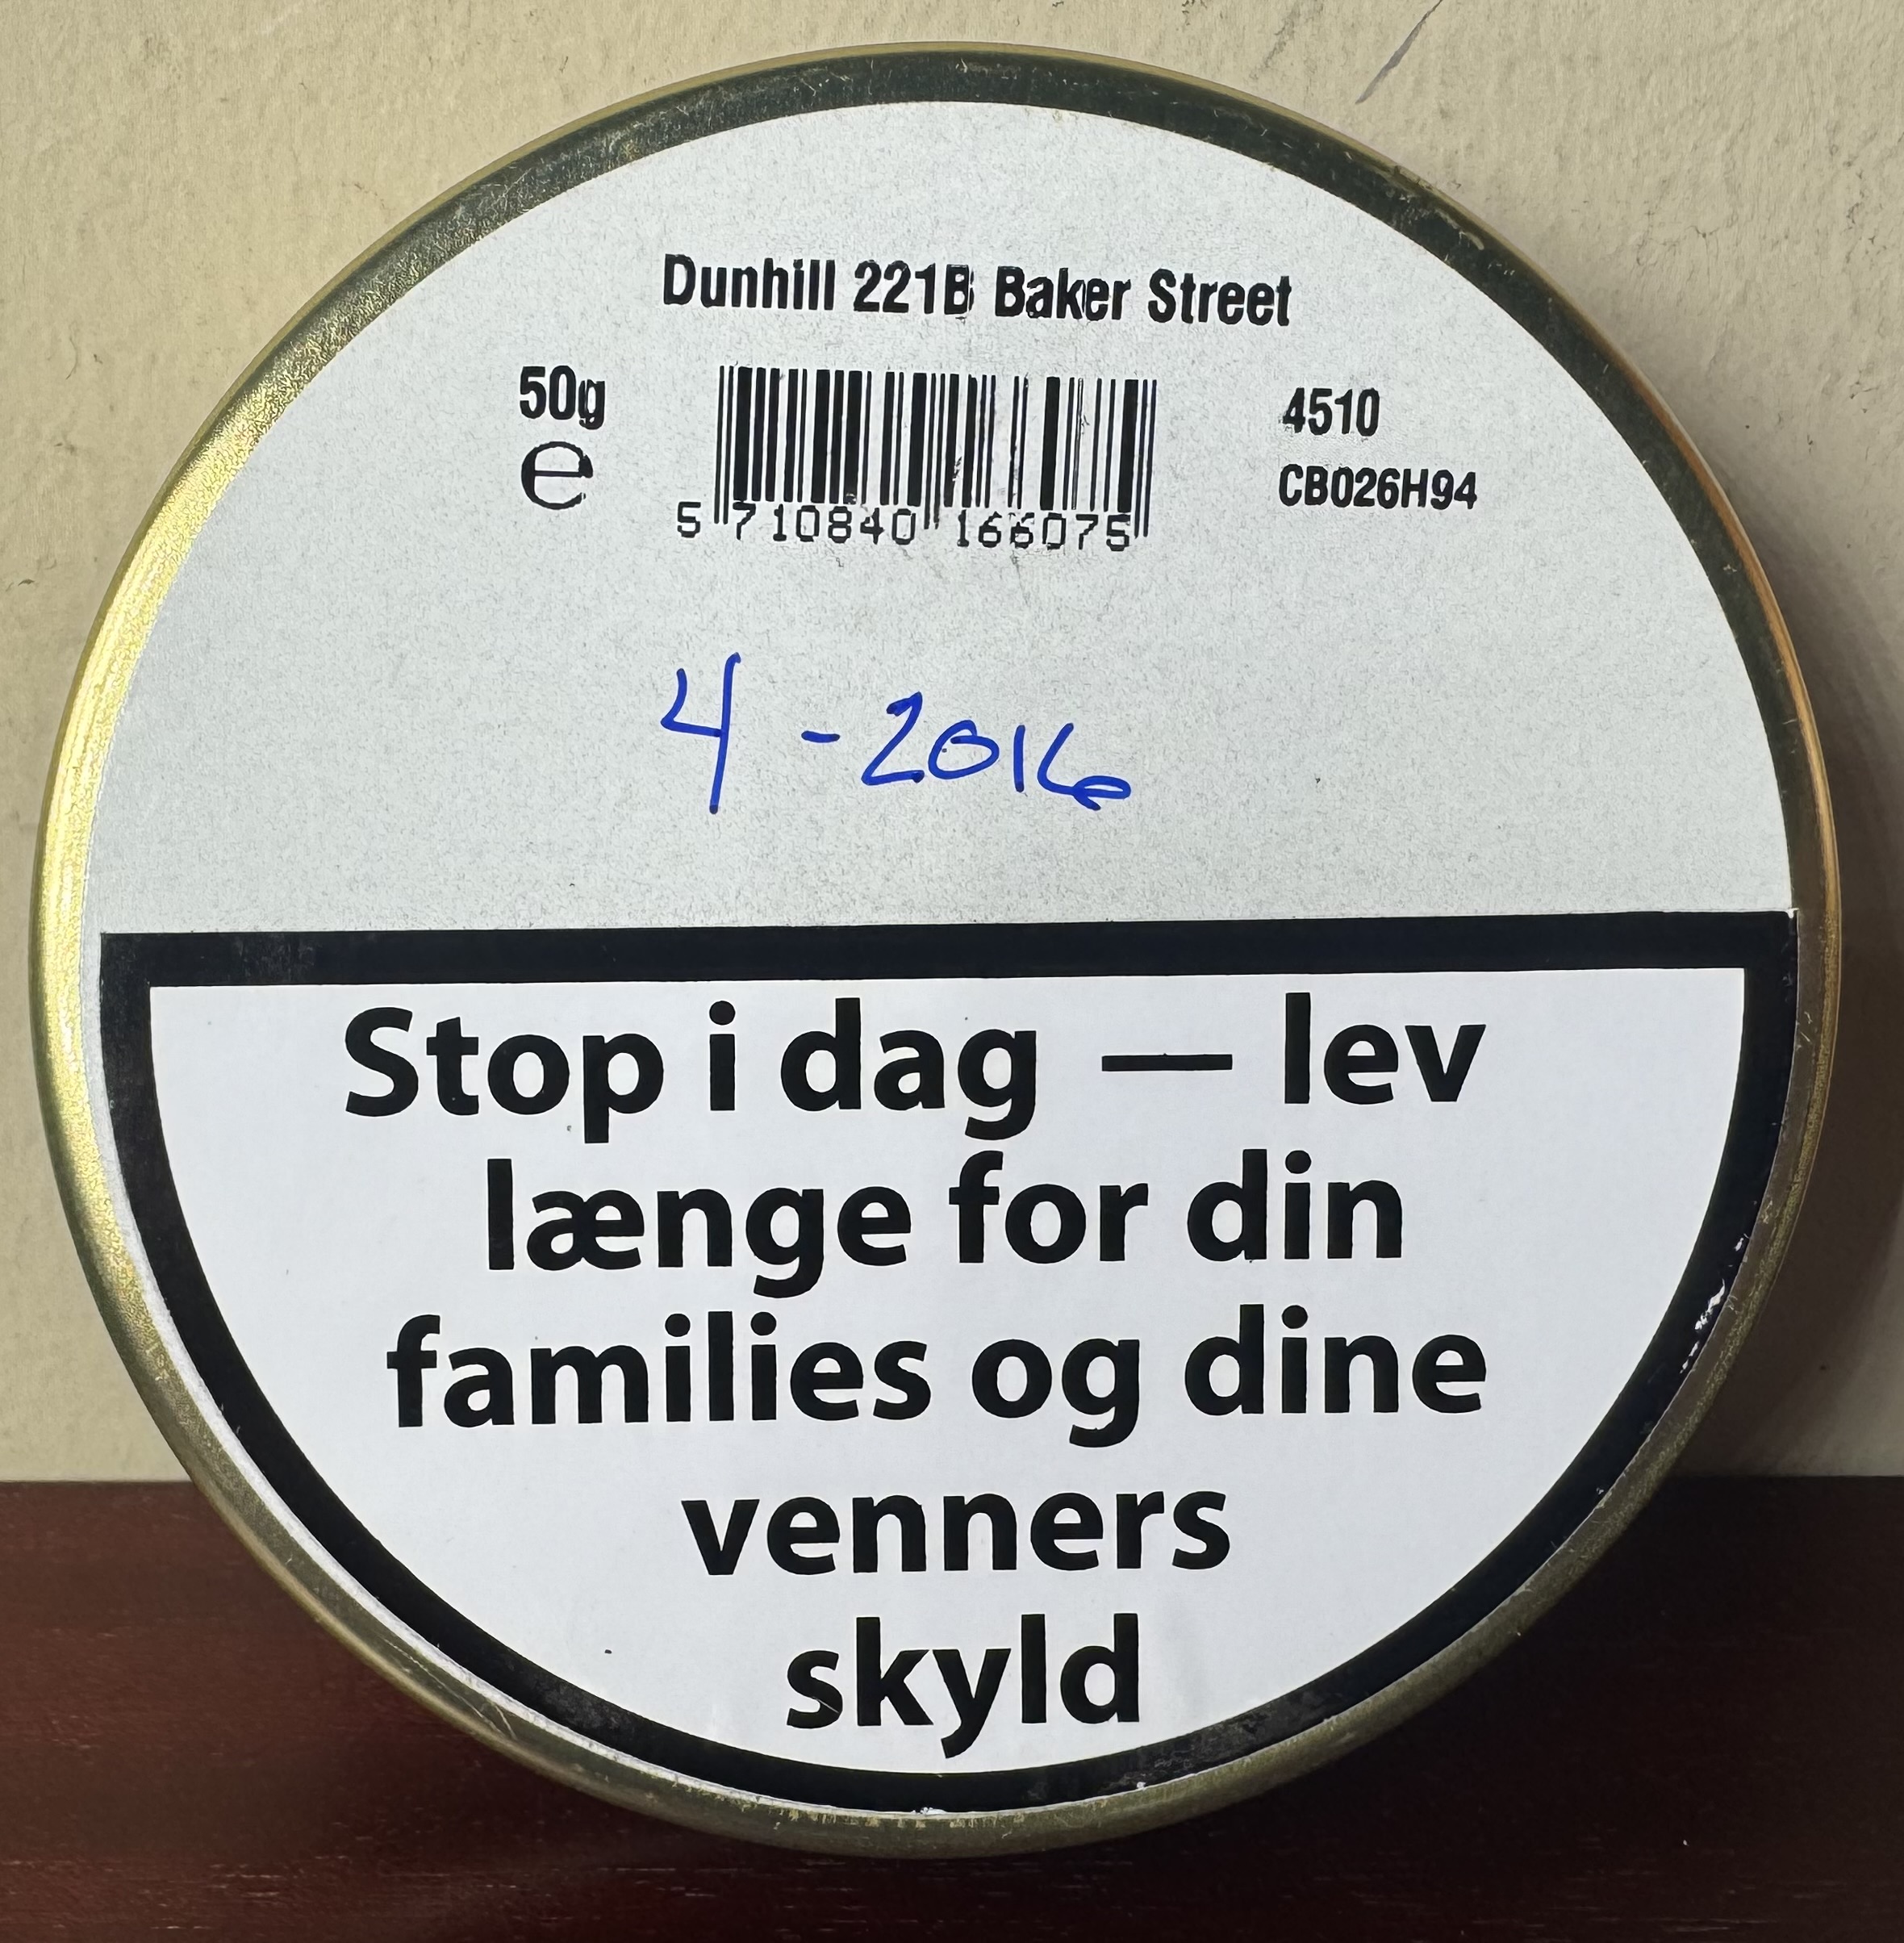 Dunhill 221B Baker Street
50g
e
5 710840 166075
4510
CB026H94
4 - 2016
Stop i dag — lev
længe for din
families og dine
venners
skyld